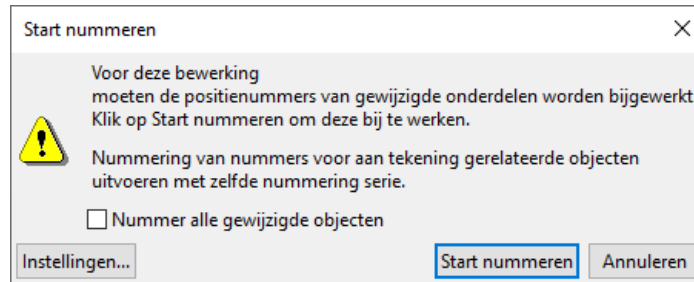 Start nummeren
Voor deze bewerking
moeten de positienummers van gewijzigde onderdelen worden bijgewerkt
Klik op Start nummeren om deze bij te werken.
Nummering van nummers voor aan tekening gerelateerde objecten
uitvoeren met zelfde nummering serie.
Nummer alle gewijzigde objecten
Instellingen...
Start nummeren
Annuleren